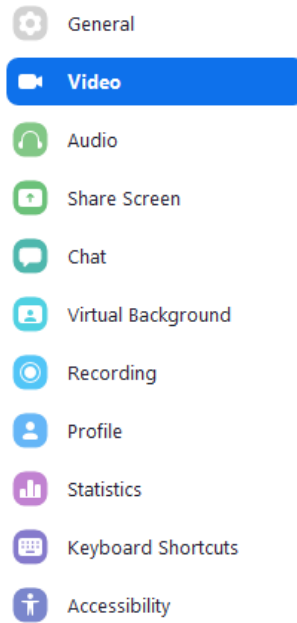 General
Video
Audio
Share Screen
Chat
Virtual Background
Recording
Profile
Statistics
Keyboard Shortcuts
Accessibility